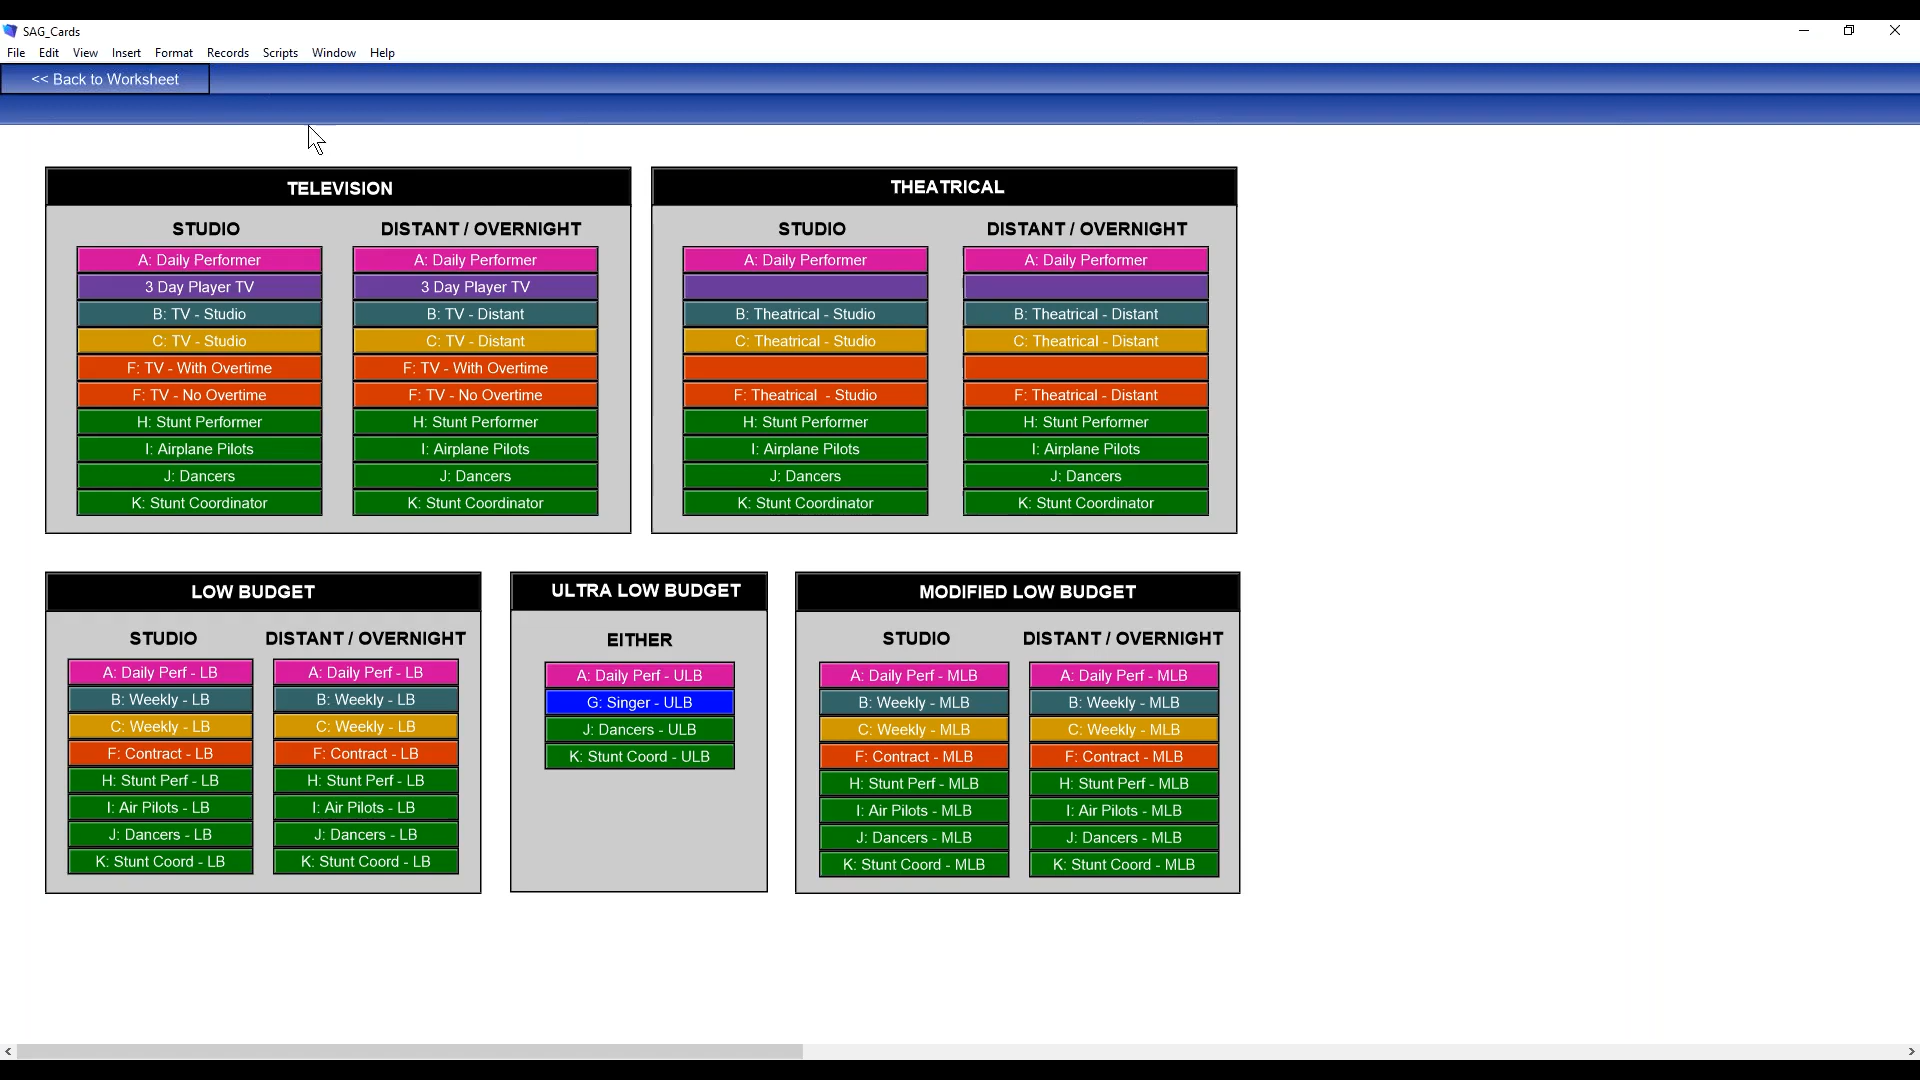 SAG_Cards
File Edit View Insert Format Records Scripts Window Help
<< Back to Worksheet
TELEVISION
STUDIO
A: Daily Performer
3 Day Player TV
B: TV - Studio
C: TV - Studio
F: TV - With Overtime
F: TV - No Overtime
H: Stunt Performer
I: Airplane Pilots
J: Dancers
K: Stunt Coordinator
DISTANT / OVERNIGHT
A: Daily Performer
3 Day Player TV
B: TV - Distant
C: TV - Distant
F: TV - With Overtime
F: TV - No Overtime
H: Stunt Performer
I: Airplane Pilots
J: Dancers
K: Stunt Coordinator
THEATRICAL
STUDIO
A: Daily Performer
B: Theatrical - Studio
C: Theatrical - Studio
F: Theatrical  - Studio
H: Stunt Performer
I: Airplane Pilots
J: Dancers
K: Stunt Coordinator
DISTANT / OVERNIGHT
A: Daily Performer
B: Theatrical - Distant
C: Theatrical - Distant
F: Theatrical - Distant
H: Stunt Performer
I: Airplane Pilots
J: Dancers
K: Stunt Coordinator
LOW BUDGET
STUDIO
A: Daily Perf - LB
B: Weekly - LB
C: Weekly - LB
F: Contract - LB
H: Stunt Perf - LB
I: Air Pilots - LB
J: Dancers - LB
K: Stunt Coord - LB
DISTANT / OVERNIGHT
A: Daily Perf - LB
B: Weekly - LB
C: Weekly - LB
F: Contract - LB
H: Stunt Perf - LB
I: Air Pilots - LB
J: Dancers - LB
K: Stunt Coord - LB
ULTRA LOW BUDGET
EITHER
A: Daily Perf - ULB
G: Singer - ULB
J: Dancers - ULB
K: Stunt Coord - ULB
MODIFIED LOW BUDGET
STUDIO
A: Daily Perf - MLB
B: Weekly - MLB
C: Weekly - MLB
F: Contract - MLB
H: Stunt Perf - MLB
I: Air Pilots - MLB
J: Dancers - MLB
K: Stunt Coord - MLB
DISTANT / OVERNIGHT
A: Daily Perf - MLB
B: Weekly - MLB
C: Weekly - MLB
F: Contract - MLB
H: Stunt Perf - MLB
I: Air Pilots - MLB
J: Dancers - MLB
K: Stunt Coord - MLB